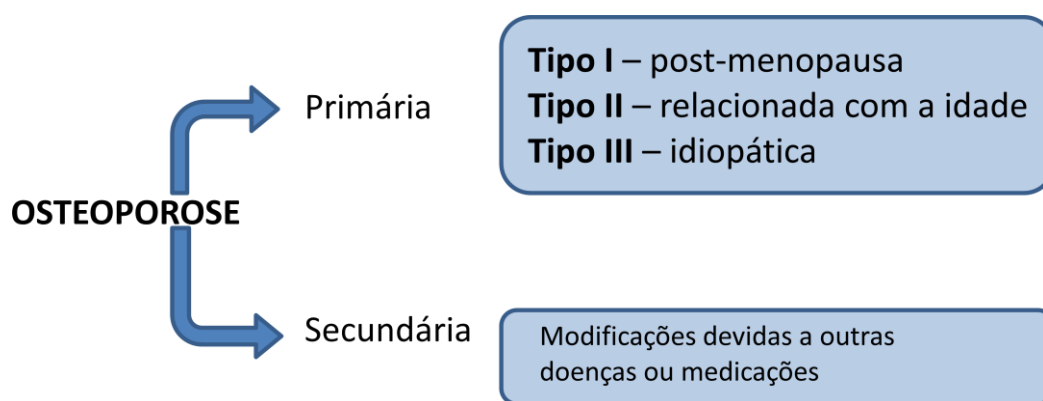 Tipo I – post-menopausa
Tipo II – relacionada com a idade
Tipo III – idiopática
Primária
OSTEOPOROSE
Secundária
Modificações devidas a outras
doenças ou medicações